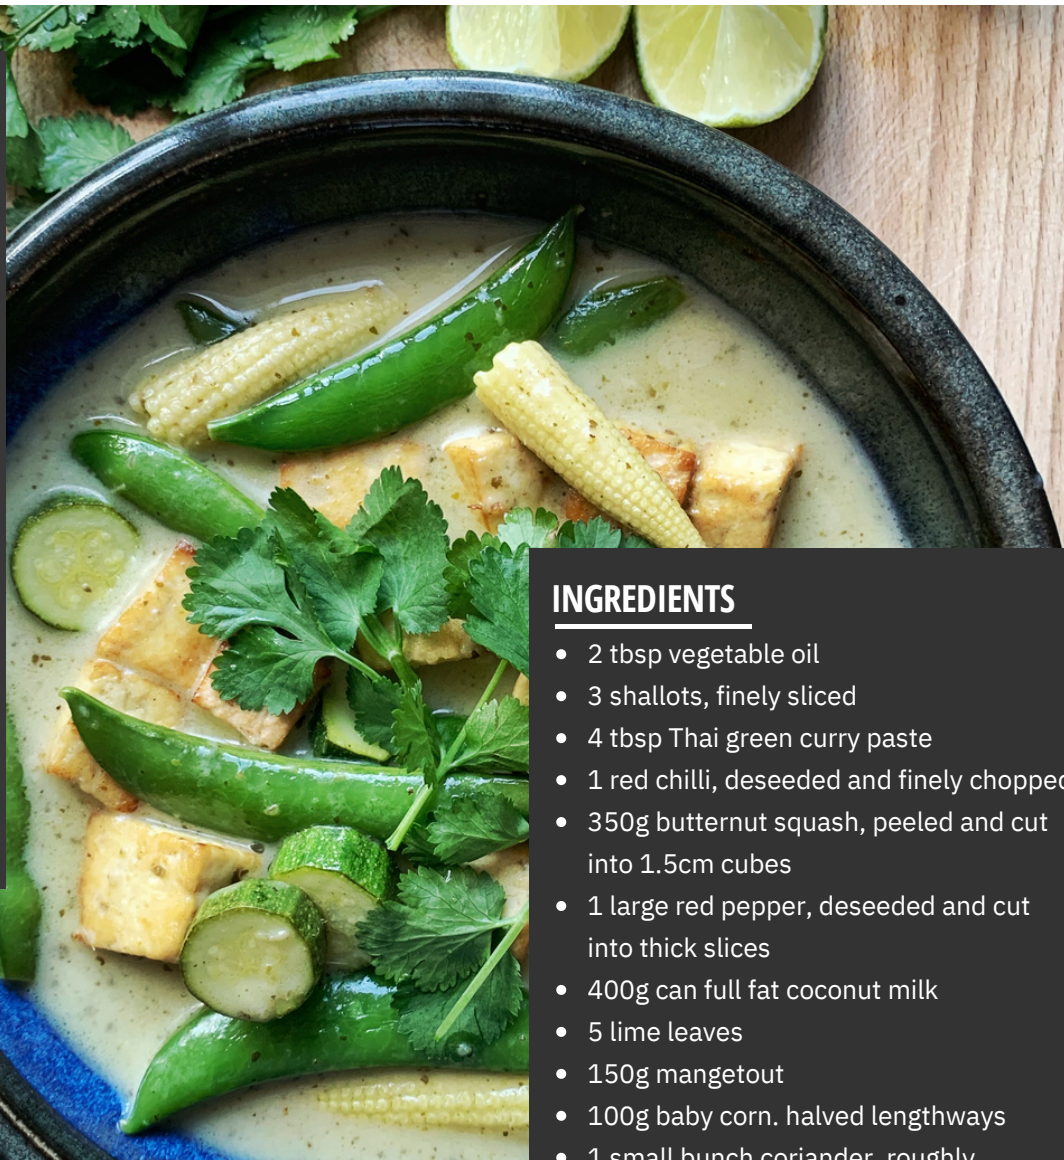 INGREDIENTS
• 2 tbsp vegetable oil
• 3 shallots, finely sliced
• 4 tbsp Thai green curry paste
• 1 red chilli, deseeded and finely chopped
• 350g butternut squash, peeled and cut
into 1.5cm cubes
• 1 large red pepper, deseeded and cut
into thick slices
• 400g can full fat coconut milk
• 5 lime leaves
• 150g mangetout
• 100g baby corn. halved lengthways
• 1 small bunch coriander, roughly